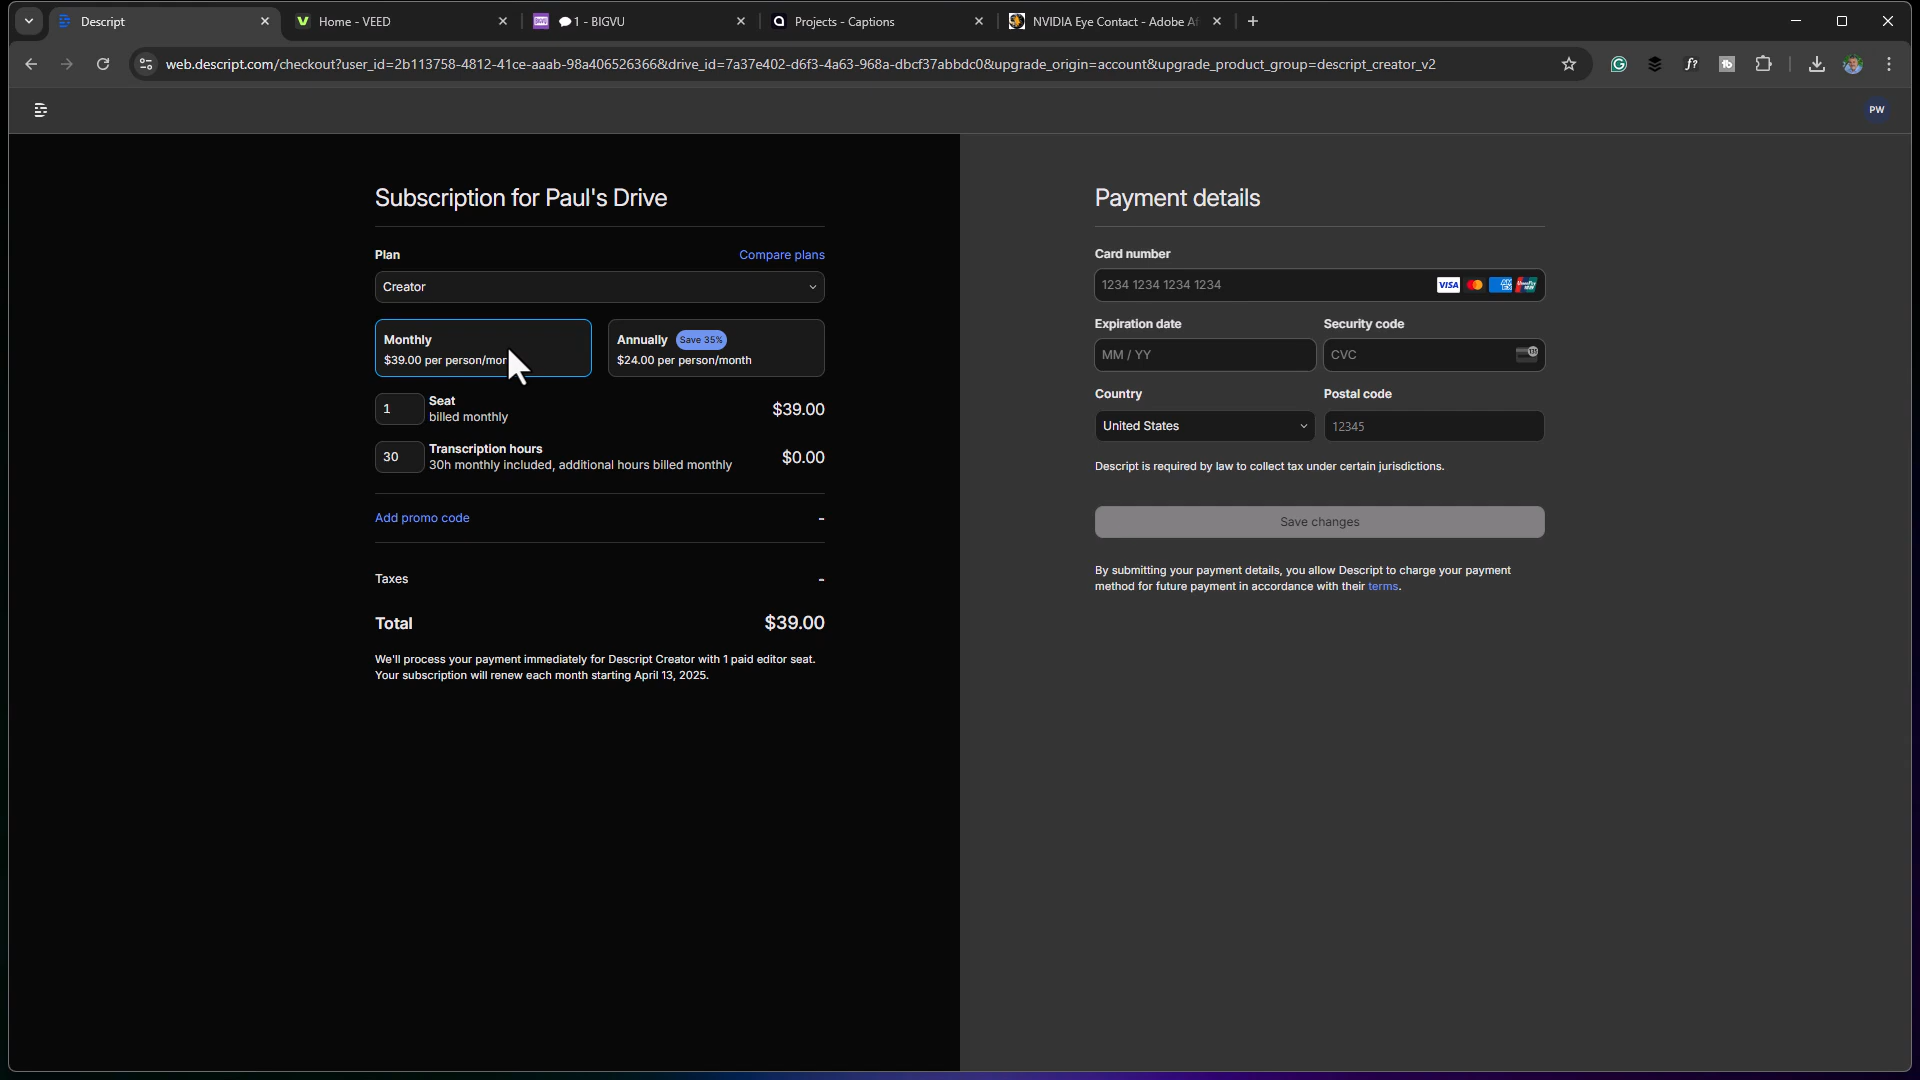 Descript
Home - VEED
1 - BIGVU
Projects - Captions
NVIDIA Eye Contact - Adobe Af
web.descript.com/checkout?user_id=2b113758-4812-41ce-aaab-98a406526366&drive_id=7a37e402-d6f3-4a63-968a-dbcf37abbdc0&upgrade_origin=account&upgrade_product_group=descript_creator_v2
PW
Subscription for Paul's Drive
Plan
Compare plans
Creator
Monthly
$39.00 per person/mon
Annually Save 35%
$24.00 per person/month
1
Seat
billed monthly
$39.00
30
Transcription hours
30h monthly included, additional hours billed monthly
$0.00
Add promo code
-
Taxes
-
Total
$39.00
We'll process your payment immediately for Descript Creator with 1 paid editor seat.
Your subscription will renew each month starting April 13, 2025.
Payment details
Card number
1234 1234 1234 1234
VISA
Expiration date
MM / YY
Security code
CVC
Country
United States
Postal code
12345
Descript is required by law to collect tax under certain jurisdictions.
Save changes
By submitting your payment details, you allow Descript to charge your payment
method for future payment in accordance with their terms.